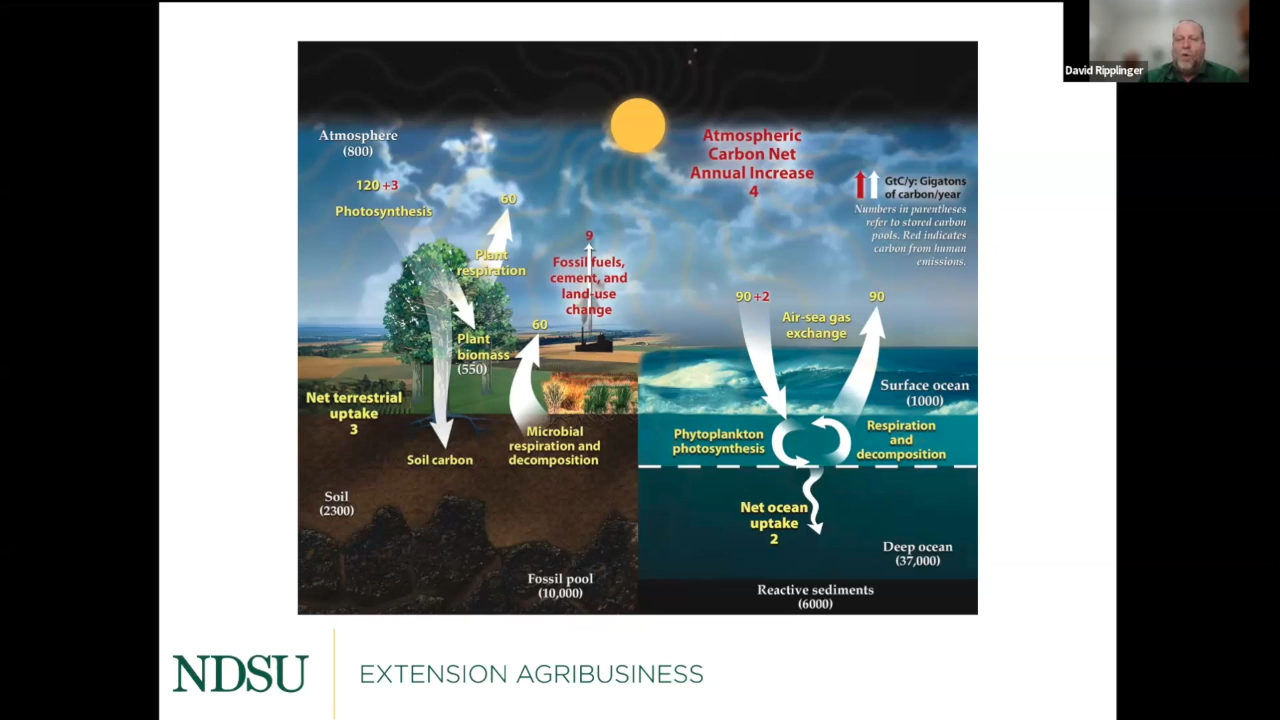 David Ripplinger
Atmosphere
(800)
120 +3
Photosynthesis
60
Plant
respiration
9
Fossil fuels,
cement, and
land-use
change
Atmospheric
Carbon Net
Annual Increase
4
GtC/y: Gigatons
of carbon/year
Numbers in parentheses
refer to stored carbon
pools. Red indicates
carbon from human
emissions.
Plant
biomass
(550)
60
90 +2
Air-sea gas
exchange
90
Net terrestrial
uptake
3
Soil carbon
Microbial
respiration and
decomposition
Surface ocean
(1000)
Phytoplankton
photosynthesis
Respiration
and
decomposition
Soil
(2300)
Net ocean
uptake
2
Deep ocean
(37,000)
Fossil pool
(10,000)
Reactive sediments
(6000)
NDSU
EXTENSION AGRIBUSINESS